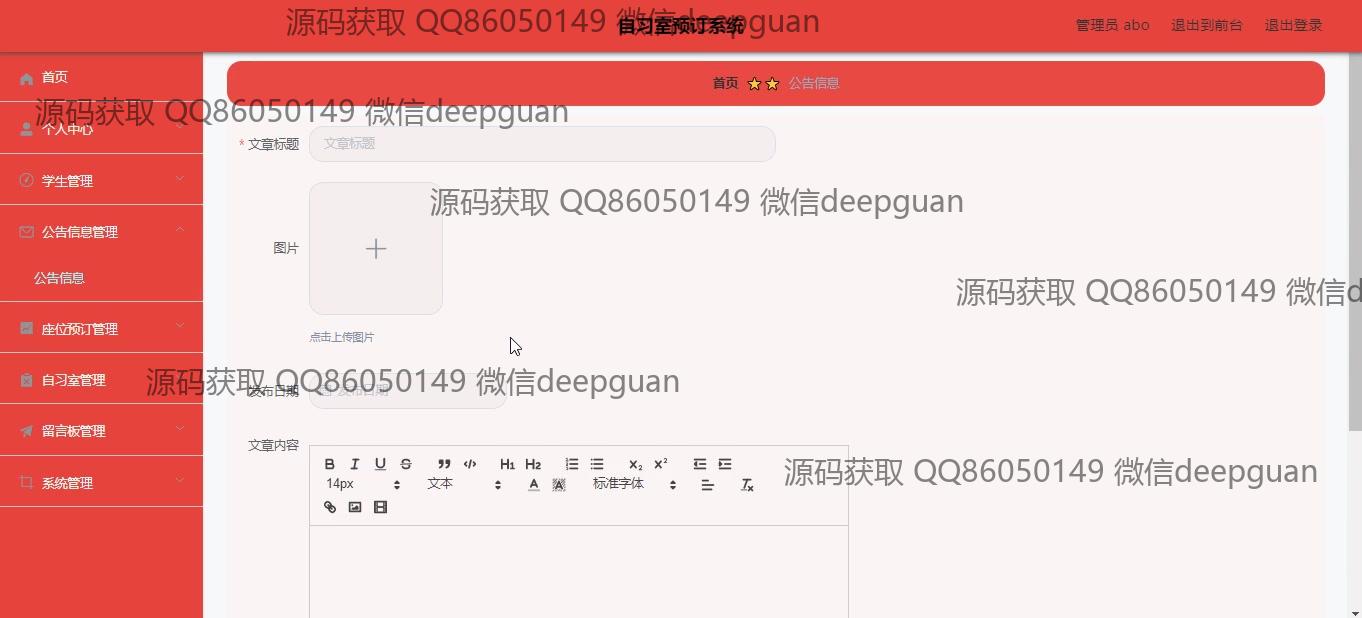 源码获取 QQ86050149 微信deepguan
自习室预订系统
管理员 abo 退出到前台 退出登录
首页
个人中心
学生管理
公告信息管理
公告信息
座位预订管理
自习室管理
留言板管理
系统管理
首页 公告信息
源码获取 QQ86050149 微信deepguan
* 文章标题 文章标题
源码获取 QQ86050149 微信deepguan
图片
源码获取 QQ86050149 微信d
点击上传图片
源码获取 QQ86050149 微信deepguan
发布日期 发布日期
文章内容
B I U S H1 H2 X2 X2
源码获取 QQ86050149 微信deepguan
14px 文本 A A 标准字体 Tx